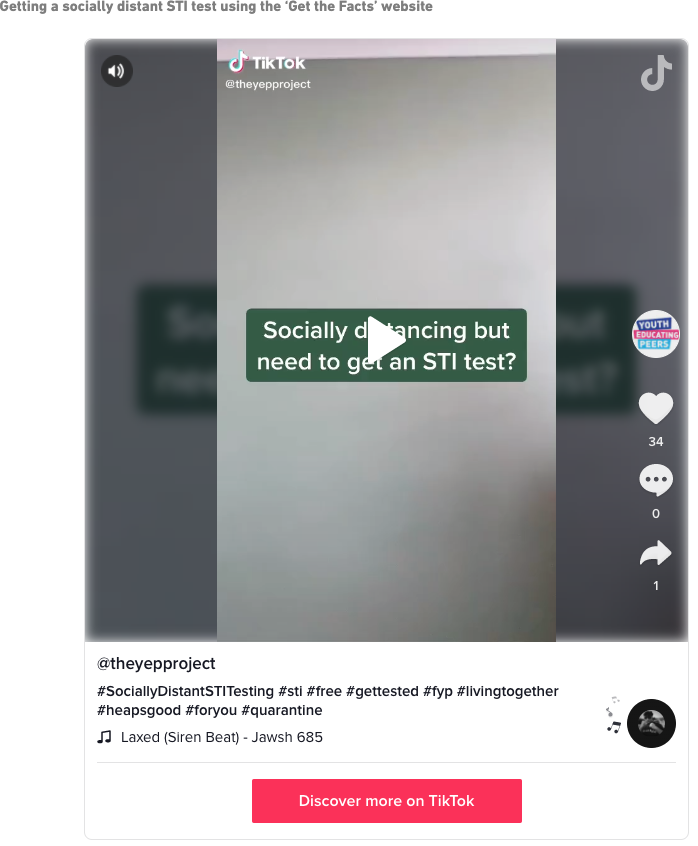 Getting a socially distant STI test using the ‘Get the Facts’ website
TikTok
@theyepproject
Socially distancing but
need to get an STI test?
YOUTH
EDUCATING
PEERS
34
0
1
@theyepproject
#SociallyDistantSTITesting #sti #free #gettested #fyp #livingtogether
#heapsgood #foryou #quarantine
Laxed (Siren Beat) - Jawsh 685
Discover more on TikTok